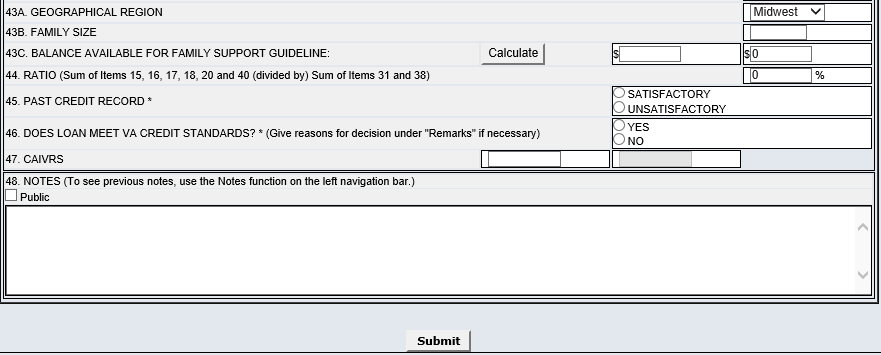 43A. GEOGRAPHICAL REGION Midwest
43B. FAMILY SIZE
43C. BALANCE AVAILABLE FOR FAMILY SUPPORT GUIDELINE: Calculate $ $ 0
44. RATIO (Sum of Items 15, 16, 17, 18, 20 and 40 (divided by) Sum of Items 31 and 38) 0 %
45. PAST CREDIT RECORD * SATISFACTORY
UNSATISFACTORY
46. DOES LOAN MEET VA CREDIT STANDARDS? * (Give reasons for decision under "Remarks" if necessary) YES
NO
47. CAIVRS
48. NOTES (To see previous notes, use the Notes function on the left navigation bar.)
Public
Submit